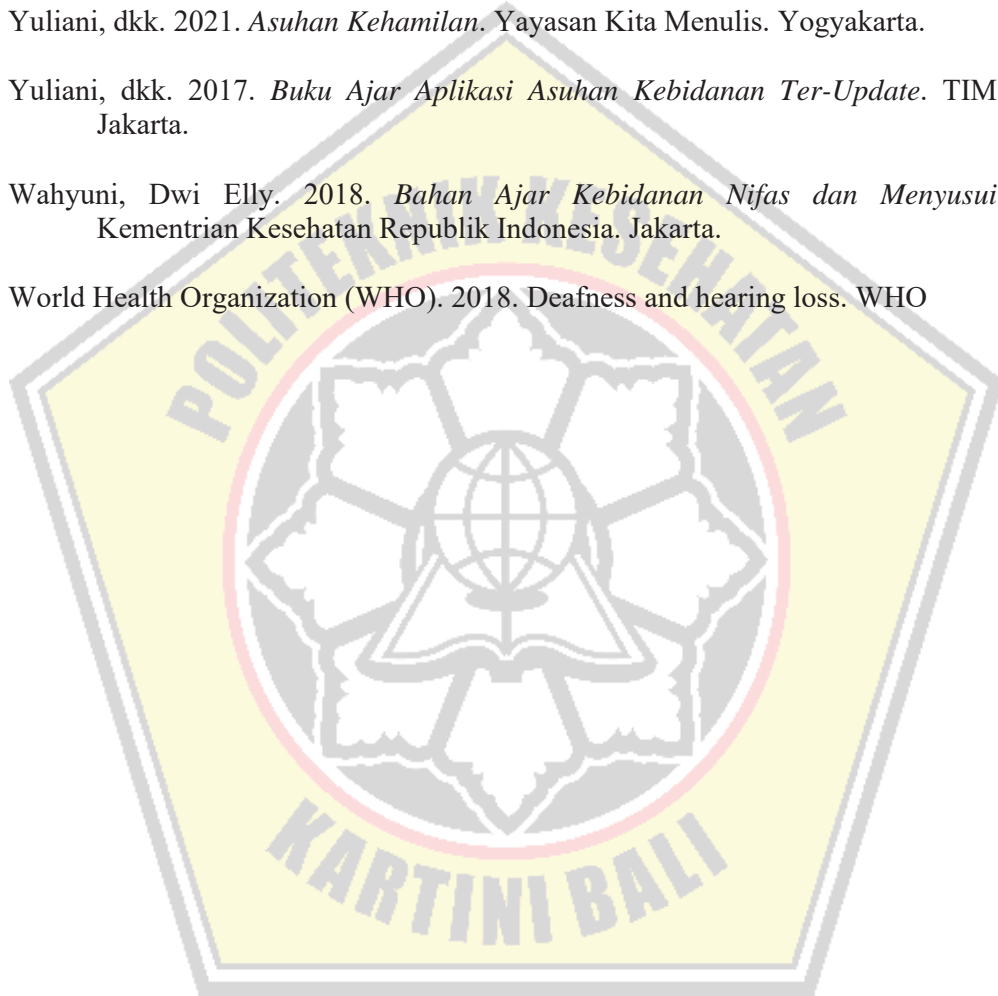 Yuliani, dkk. 2021. Asuhan Kehamilan. Yayasan Kita Menulis. Yogyakarta.
Yuliani, dkk. 2017. Buku Ajar Aplikasi Asuhan Kebidanan Ter-Update. TIM
Jakarta.
Wahyuni, Dwi Elly. 2018. Bahan Ajar Kebidanan Nifas dan Menyusui
Kementrian Kesehatan Republik Indonesia. Jakarta.
World Health Organization (WHO). 2018. Deafness and hearing loss. WHO
POLITEKNIK KESEHATAN
KARTINI BALI